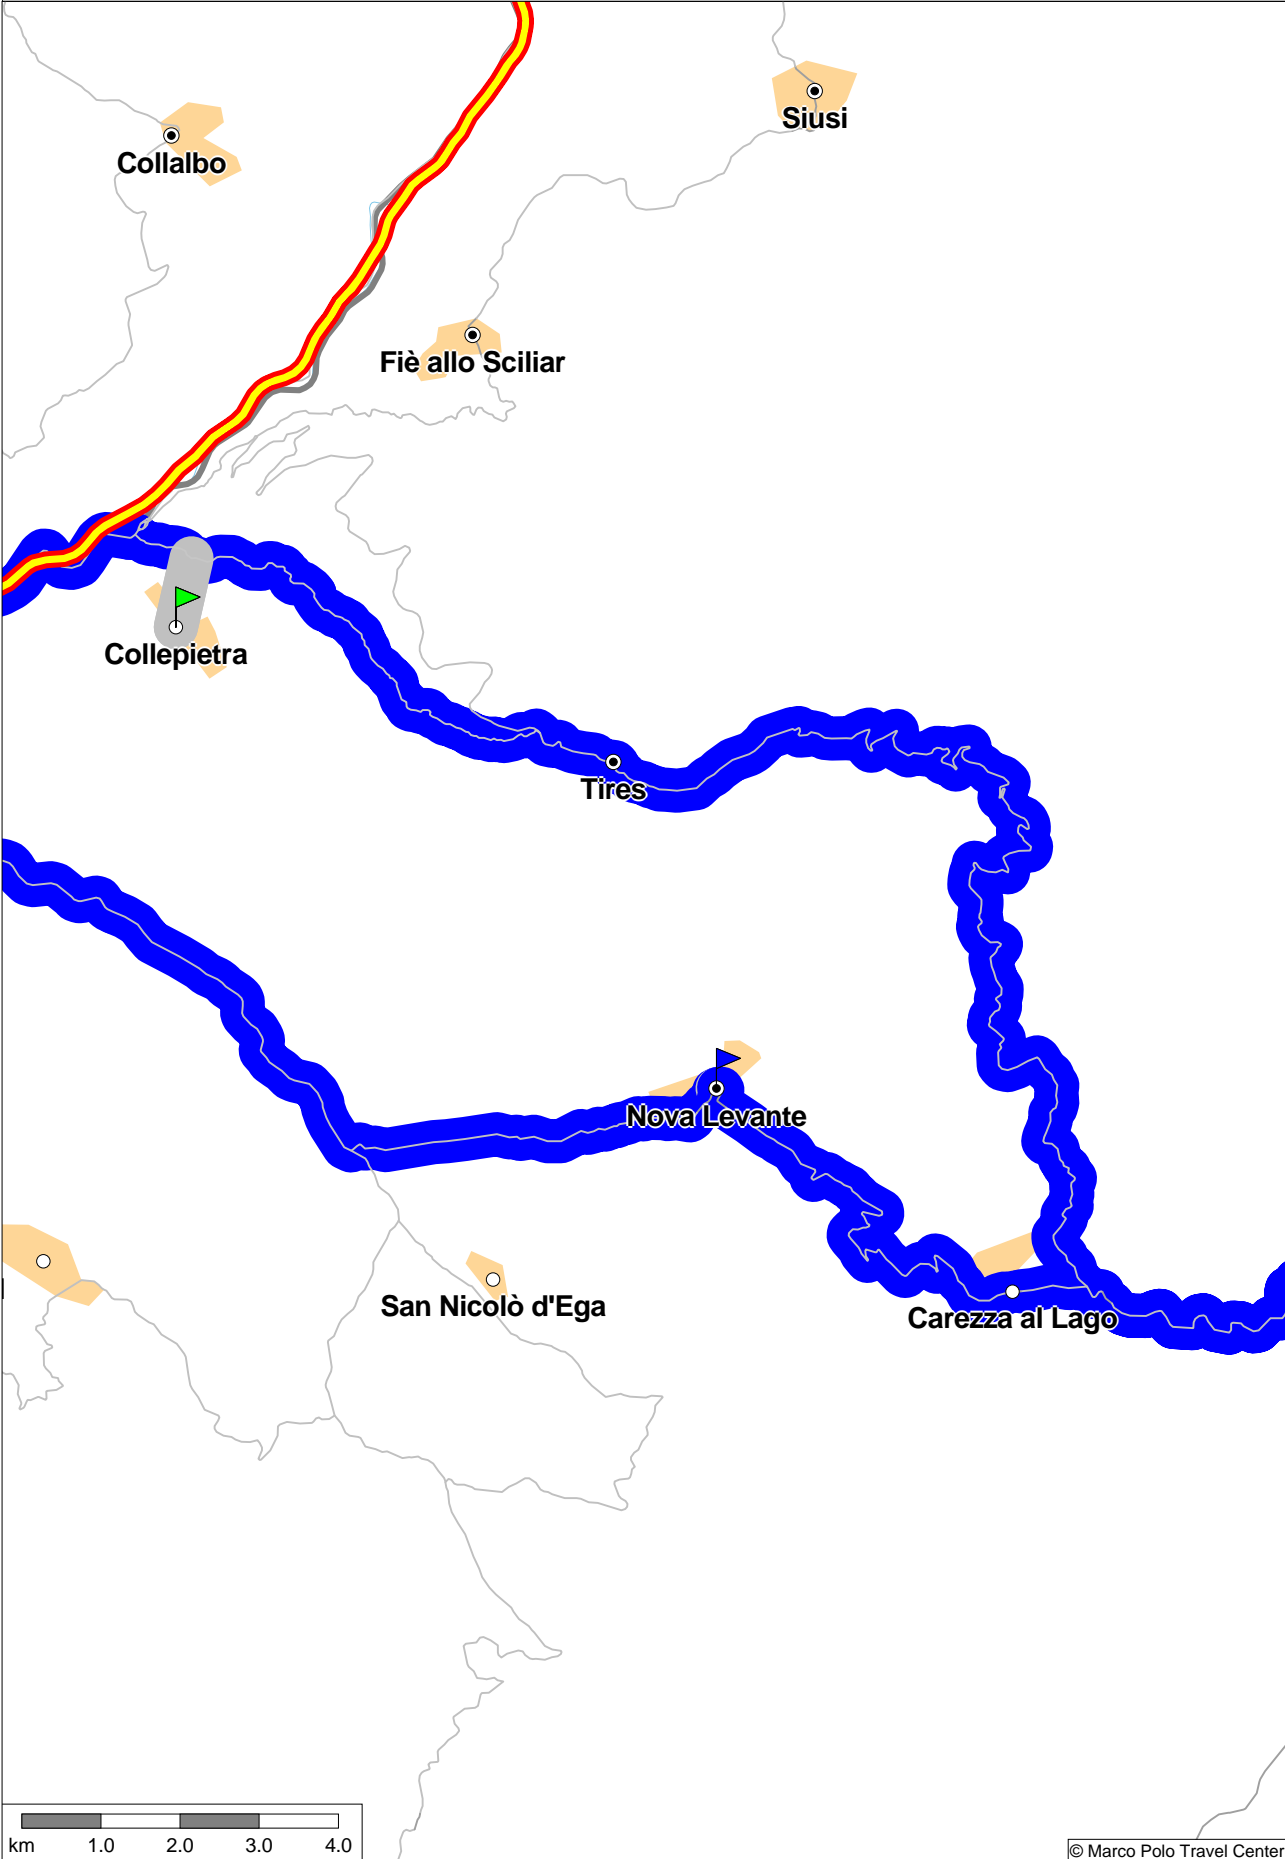 Siusi
Collalbo
Fiè allo Sciliar
Collepietra
Tires
Nova Levante
San Nicolò d'Ega
Carezza al Lago
km 1.0 2.0 3.0 4.0
© Marco Polo Travel Center